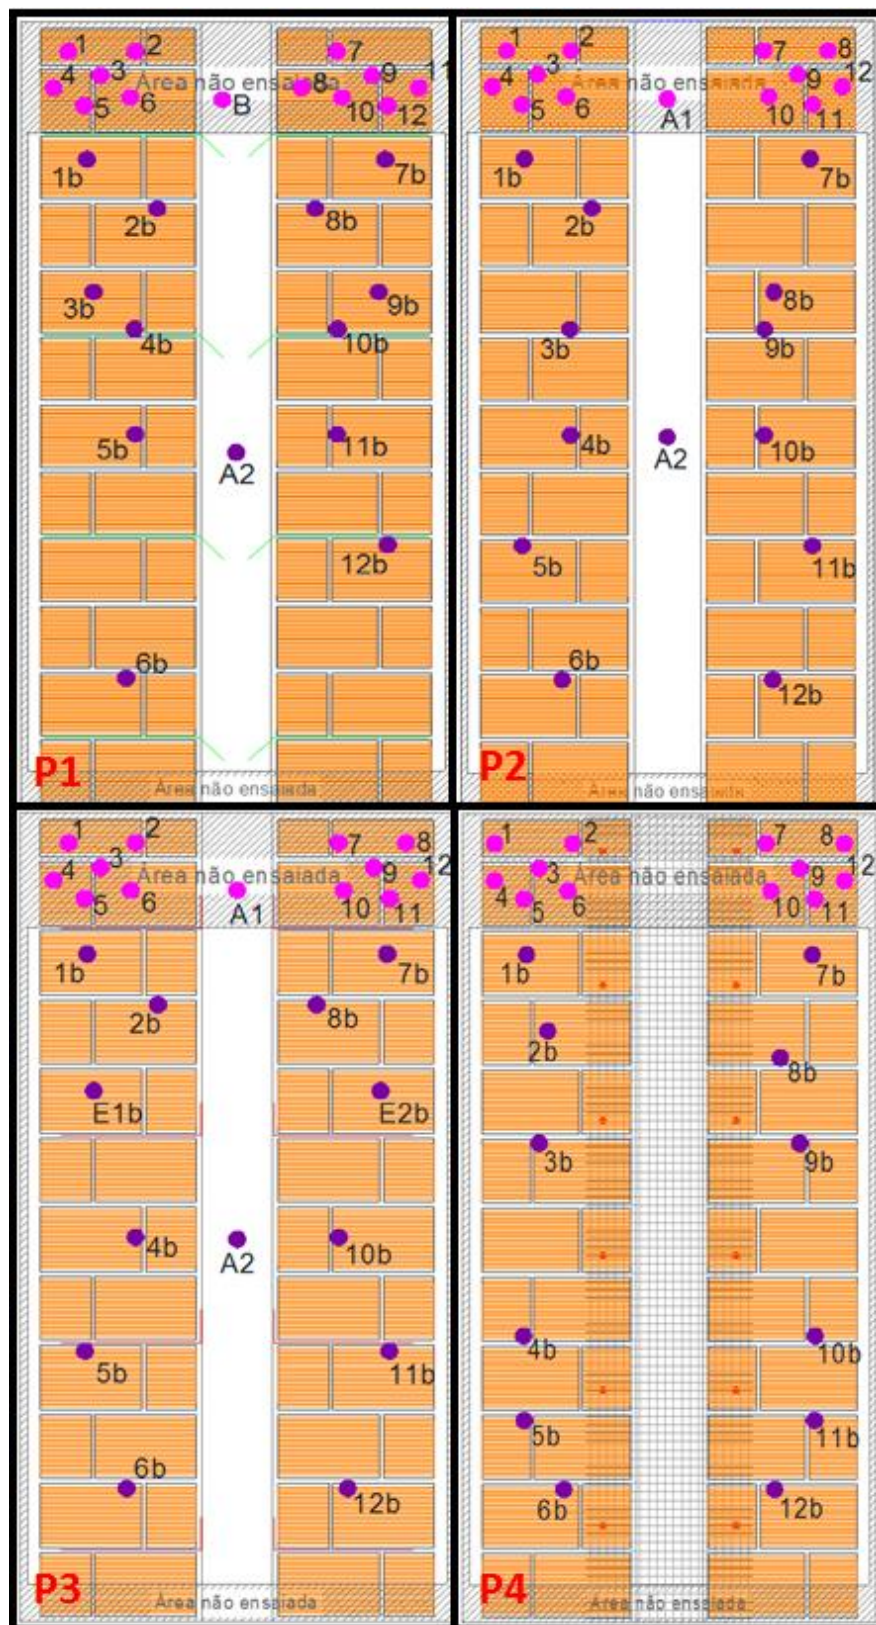 1 2 7
4 3 Área não ensaiada 9 11
5 6 B 8 10 12
1b 7b
2b 8b
3b 9b
4b 10b
5b A2 11b
12b
6b
P1 Área não ensaiada
1 2 7 8
4 3 Área não ensaiada 9 12
5 6 A1 10 11
1b 7b
2b
8b
3b 9b
4b A2 10b
5b 11b
6b 12b
P2 Área não ensaiada
1 2 7 8
4 3 Área não ensaiada 9 12
5 6 A1 10 11
1b 7b
2b 8b
E1b E2b
4b A2 10b
5b 11b
6b 12b
P3 Área não ensaiada
1 2 7 8
4 3 Área não ensaiada 9 12
5 6 10 11
1b 7b
2b 8b
3b 9b
4b 10b
5b 11b
6b 12b
P4 Área não ensaiada